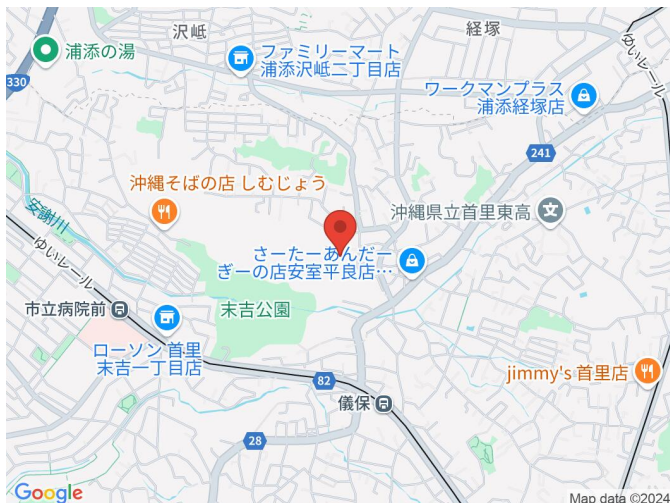 沢岻
経塚
ゆいレール
浦添の湯
ファミリーマート
浦添沢岻二丁目店
330
ワークマンプラス
浦添経塚店
241
沖縄そばの店 しむじょう
沖縄県立首里東高
安謝川
ゆいレール
さーたーあんだー
ぎーの店安室平良店…
市立病院前
末吉公園
ローソン 首里
末吉一丁目店
82
jimmy's 首里店
儀保
28
Google
Map data ©2024